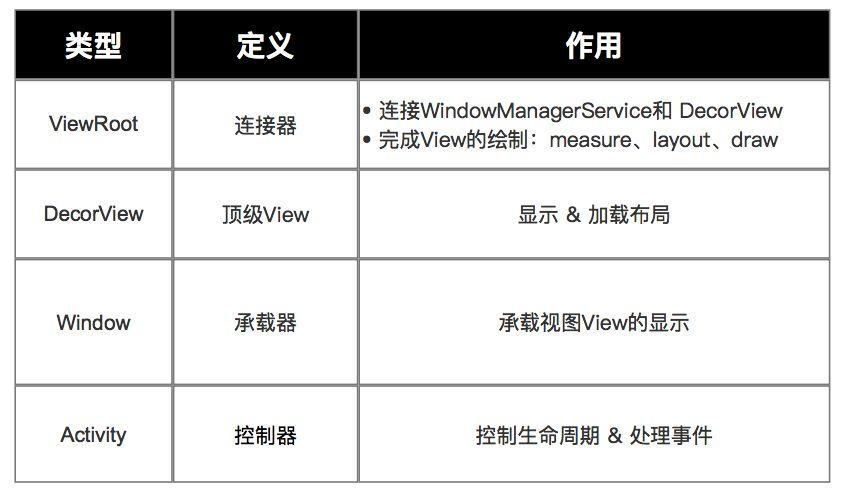 类型 定义 作用
ViewRoot 连接器
• 连接WindowManagerService和 DecorView
• 完成View的绘制：measure、layout、draw
DecorView 顶级View 显示 & 加载布局
Window 承载器 承载视图View的显示
Activity 控制器 控制生命周期 & 处理事件